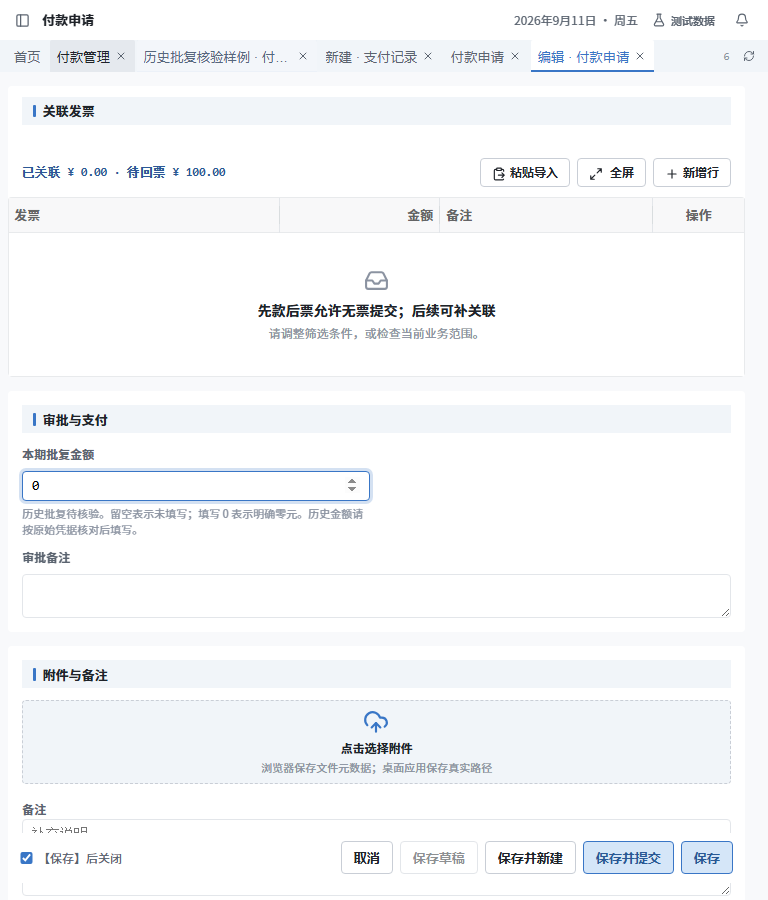 付款申请
2026年9月11日 • 周五 测试数据
首页 付款管理 × 历史批复核验样例 · 付... × 新建 · 支付记录 × 付款申请 × 编辑 · 付款申请 × 6
关联发票
已关联 ¥ 0.00 · 待回票 ¥ 100.00
粘贴导入 全屏 + 新增行
发票 金额 备注 操作
先款后票允许无票提交；后续可补关联
请调整筛选条件，或检查当前业务范围。
审批与支付
本期批复金额
0
历史批复待核验。留空表示未填写；填写 0 表示明确零元。历史金额请
按原始凭据核对后填写。
审批备注
附件与备注
点击选择附件
浏览器保存文件元数据；桌面应用保存真实路径
备注
补充说明
【保存】后关闭
取消 保存草稿 保存并新建 保存并提交 保存